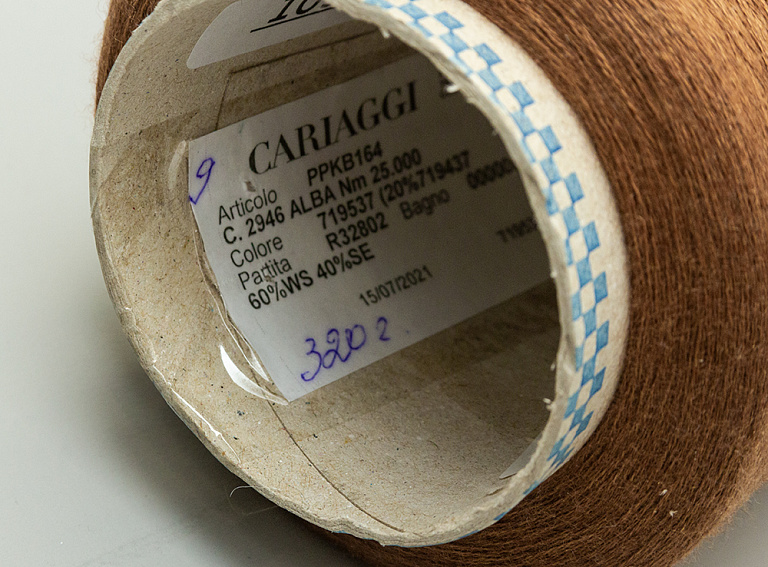 CARIAGGI
9
Articolo PPKB164
C. 2946 ALBA Nm 25.000
Colore 719537 (20%719437
Partita R32802 Bagno
60%WS 40%SE
15/07/2021
320 г.